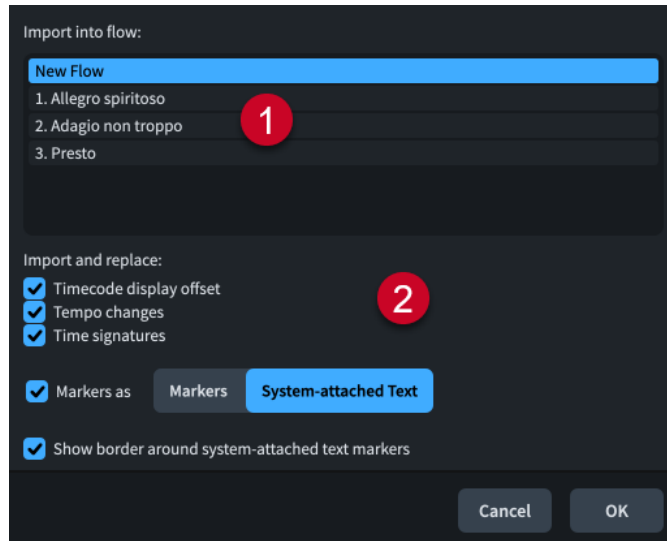 Import into flow:
New Flow
1. Allegro spiritoso
2. Adagio non troppo
3. Presto
1
Import and replace:
Timecode display offset
Tempo changes
Time signatures
2
Markers as Markers System-attached Text
Show border around system-attached text markers
Cancel OK